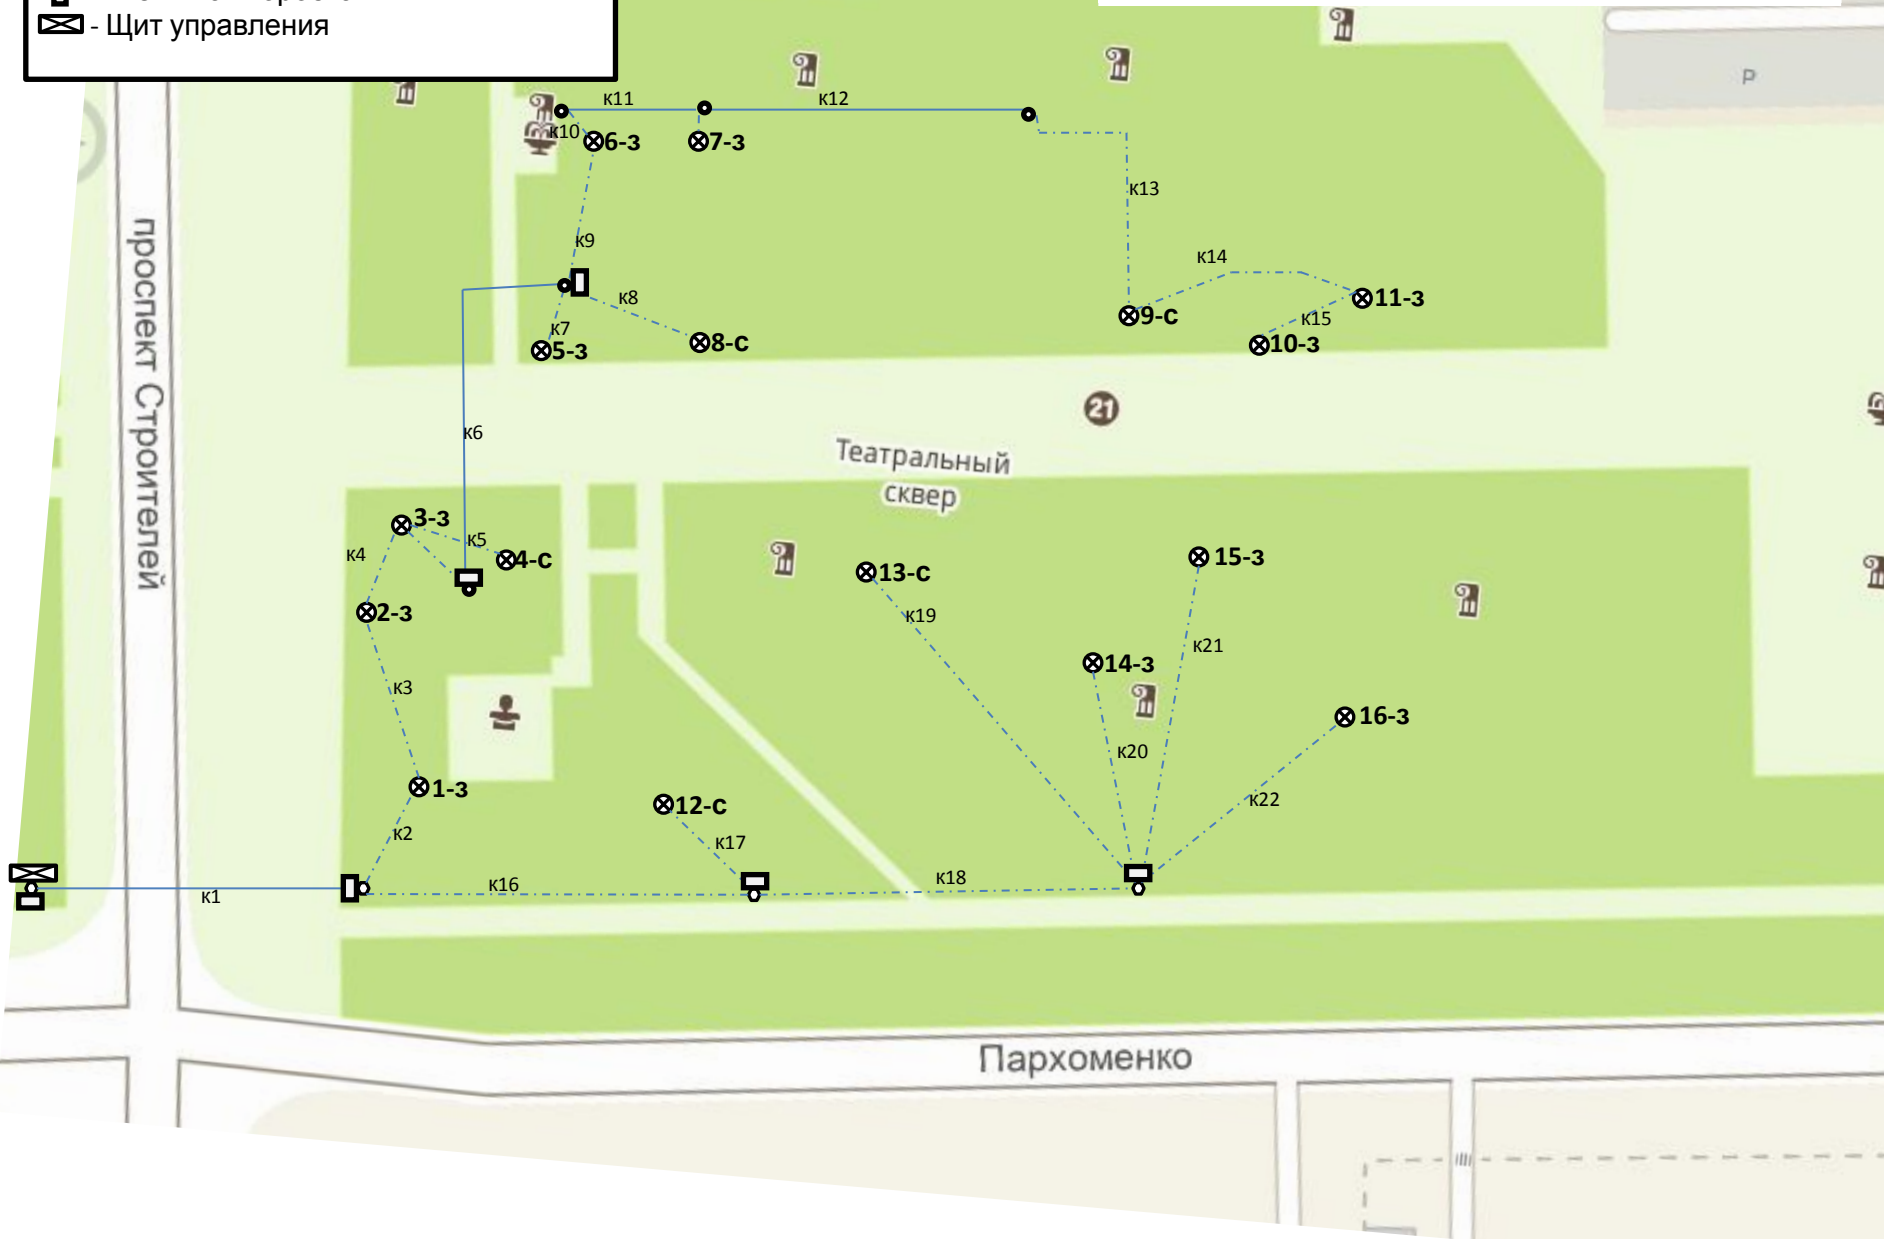 - Щит управления
P
к11
к12
к10
6-з
7-з
к13
к9
к14
к8
11-з
9-с
к15
к7
5-з
8-с
10-з
проспект Строителей
21
к6
Театральный
сквер
3-з
к4
к5
4-с
13-с
15-з
2-з
к19
к21
14-з
к3
16-з
к20
1-з
12-с
к22
к2
к17
к16
к18
к1
Пархоменко